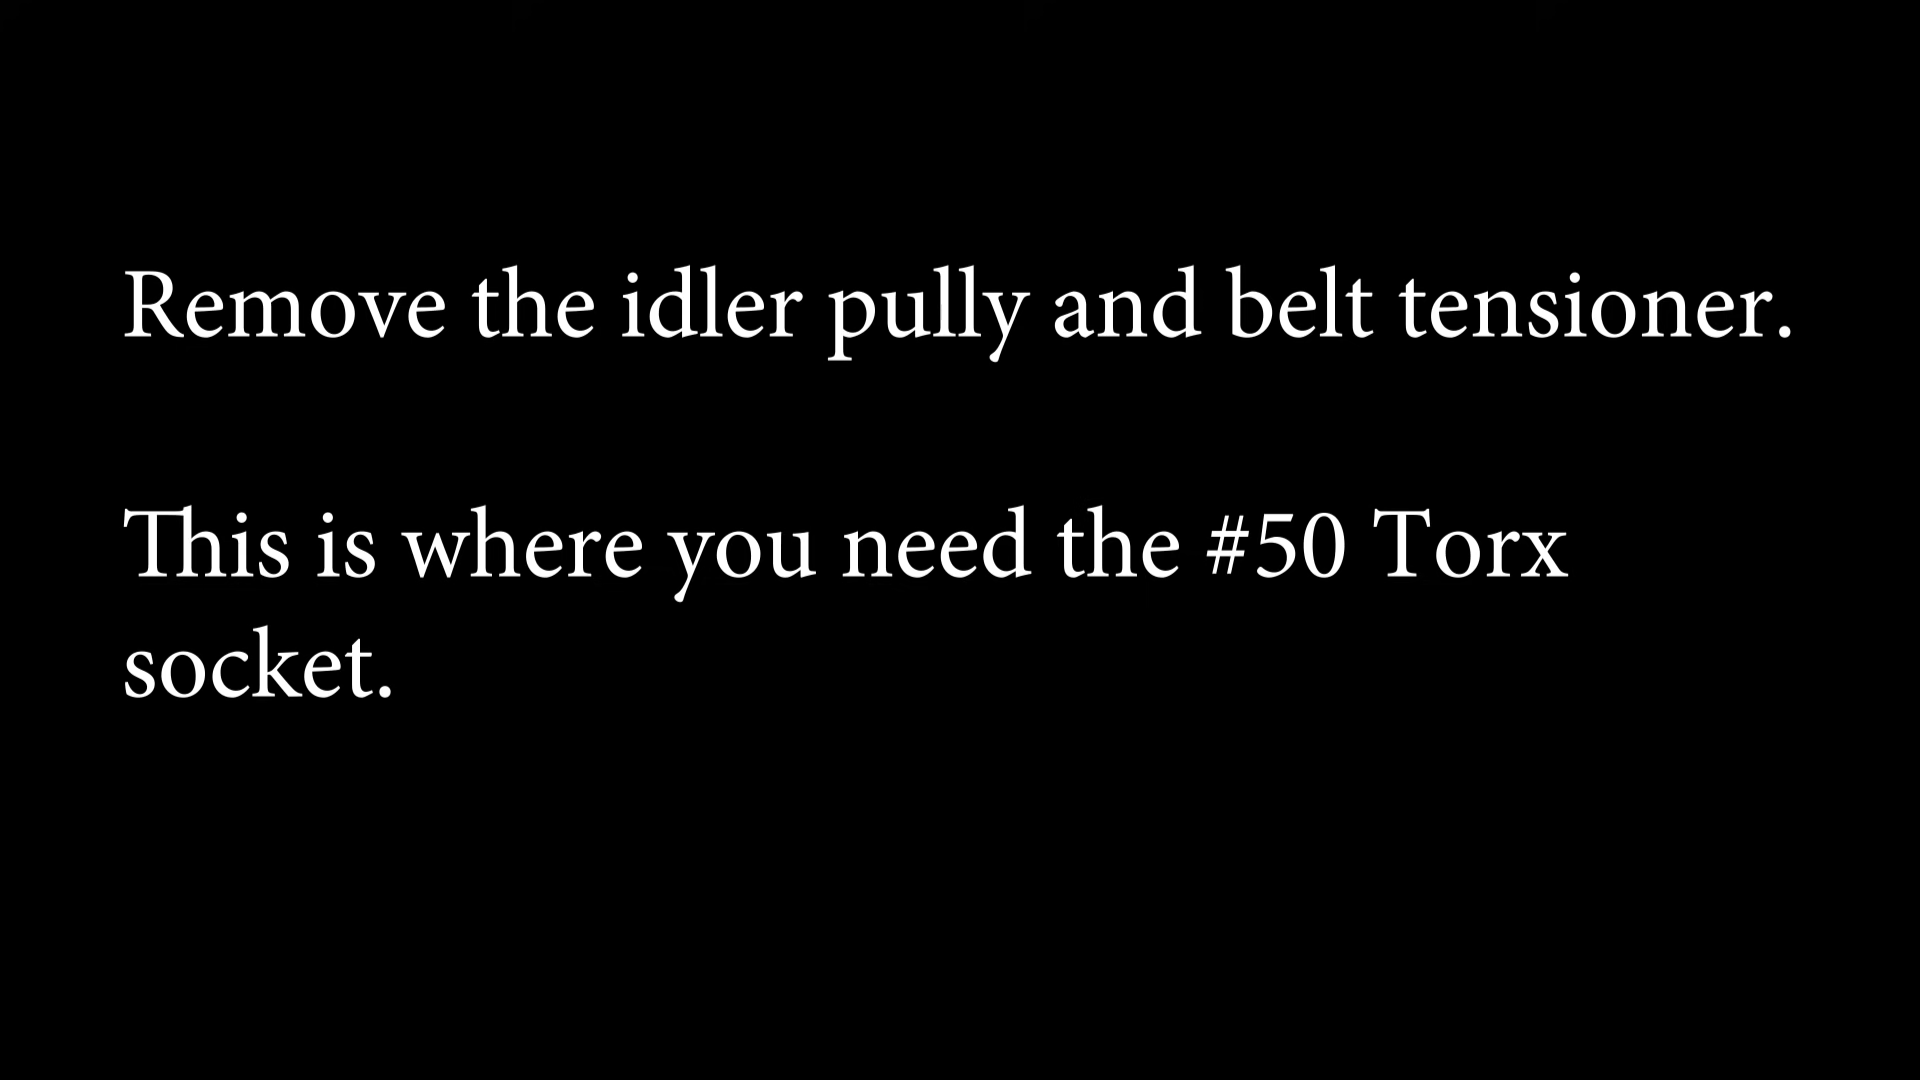 Remove the idler pully and belt tensioner.
This is where you need the #50 Torx
socket.